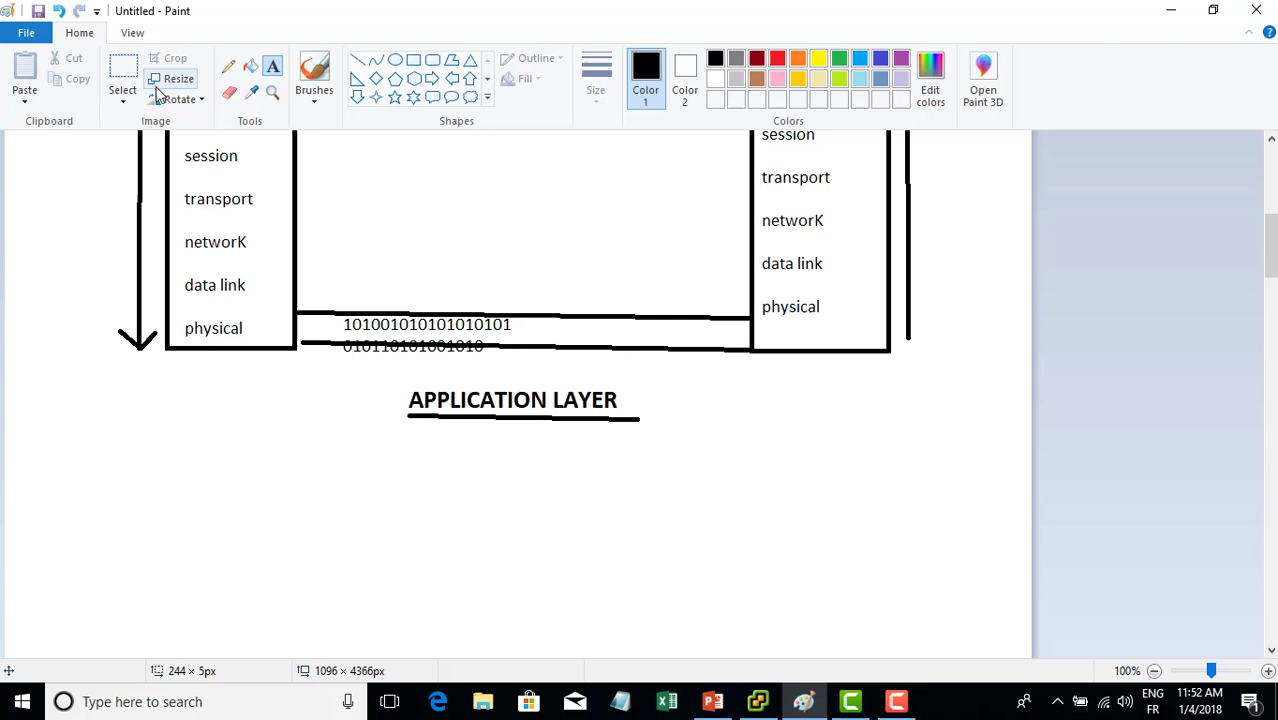 Untitled - Paint
File
Home
View
Paste
Cut
Copy
Clipboard
Select
Crop
Resize
Rotate
Image
A
Tools
Brushes
Outline
Fill
Shapes
Size
Color 1
Color 2
Edit colors
Open Paint 3D
Colors
session
transport
networK
data link
physical
session
transport
networK
data link
physical
101001010101010101
010110101001010
APPLICATION LAYER
244 × 5px
1096 × 4366px
100%
Type here to search
ENG
FR
11:52 AM
1/4/2018
1